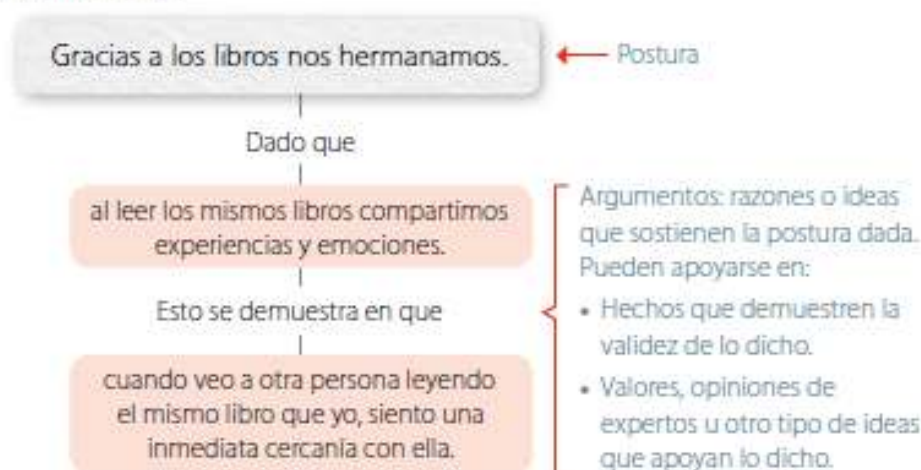 Gracias a los libros nos hermanamos.
Postura
Dado que
al leer los mismos libros compartimos
experiencias y emociones.
Esto se demuestra en que
cuando veo a otra persona leyendo
el mismo libro que yo, siento una
inmediata cercanía con ella.
Argumentos: razones o ideas
que sostienen la postura dada.
Pueden apoyarse en:
• Hechos que demuestren la
validez de lo dicho.
• Valores, opiniones de
expertos u otro tipo de ideas
que apoyan lo dicho.